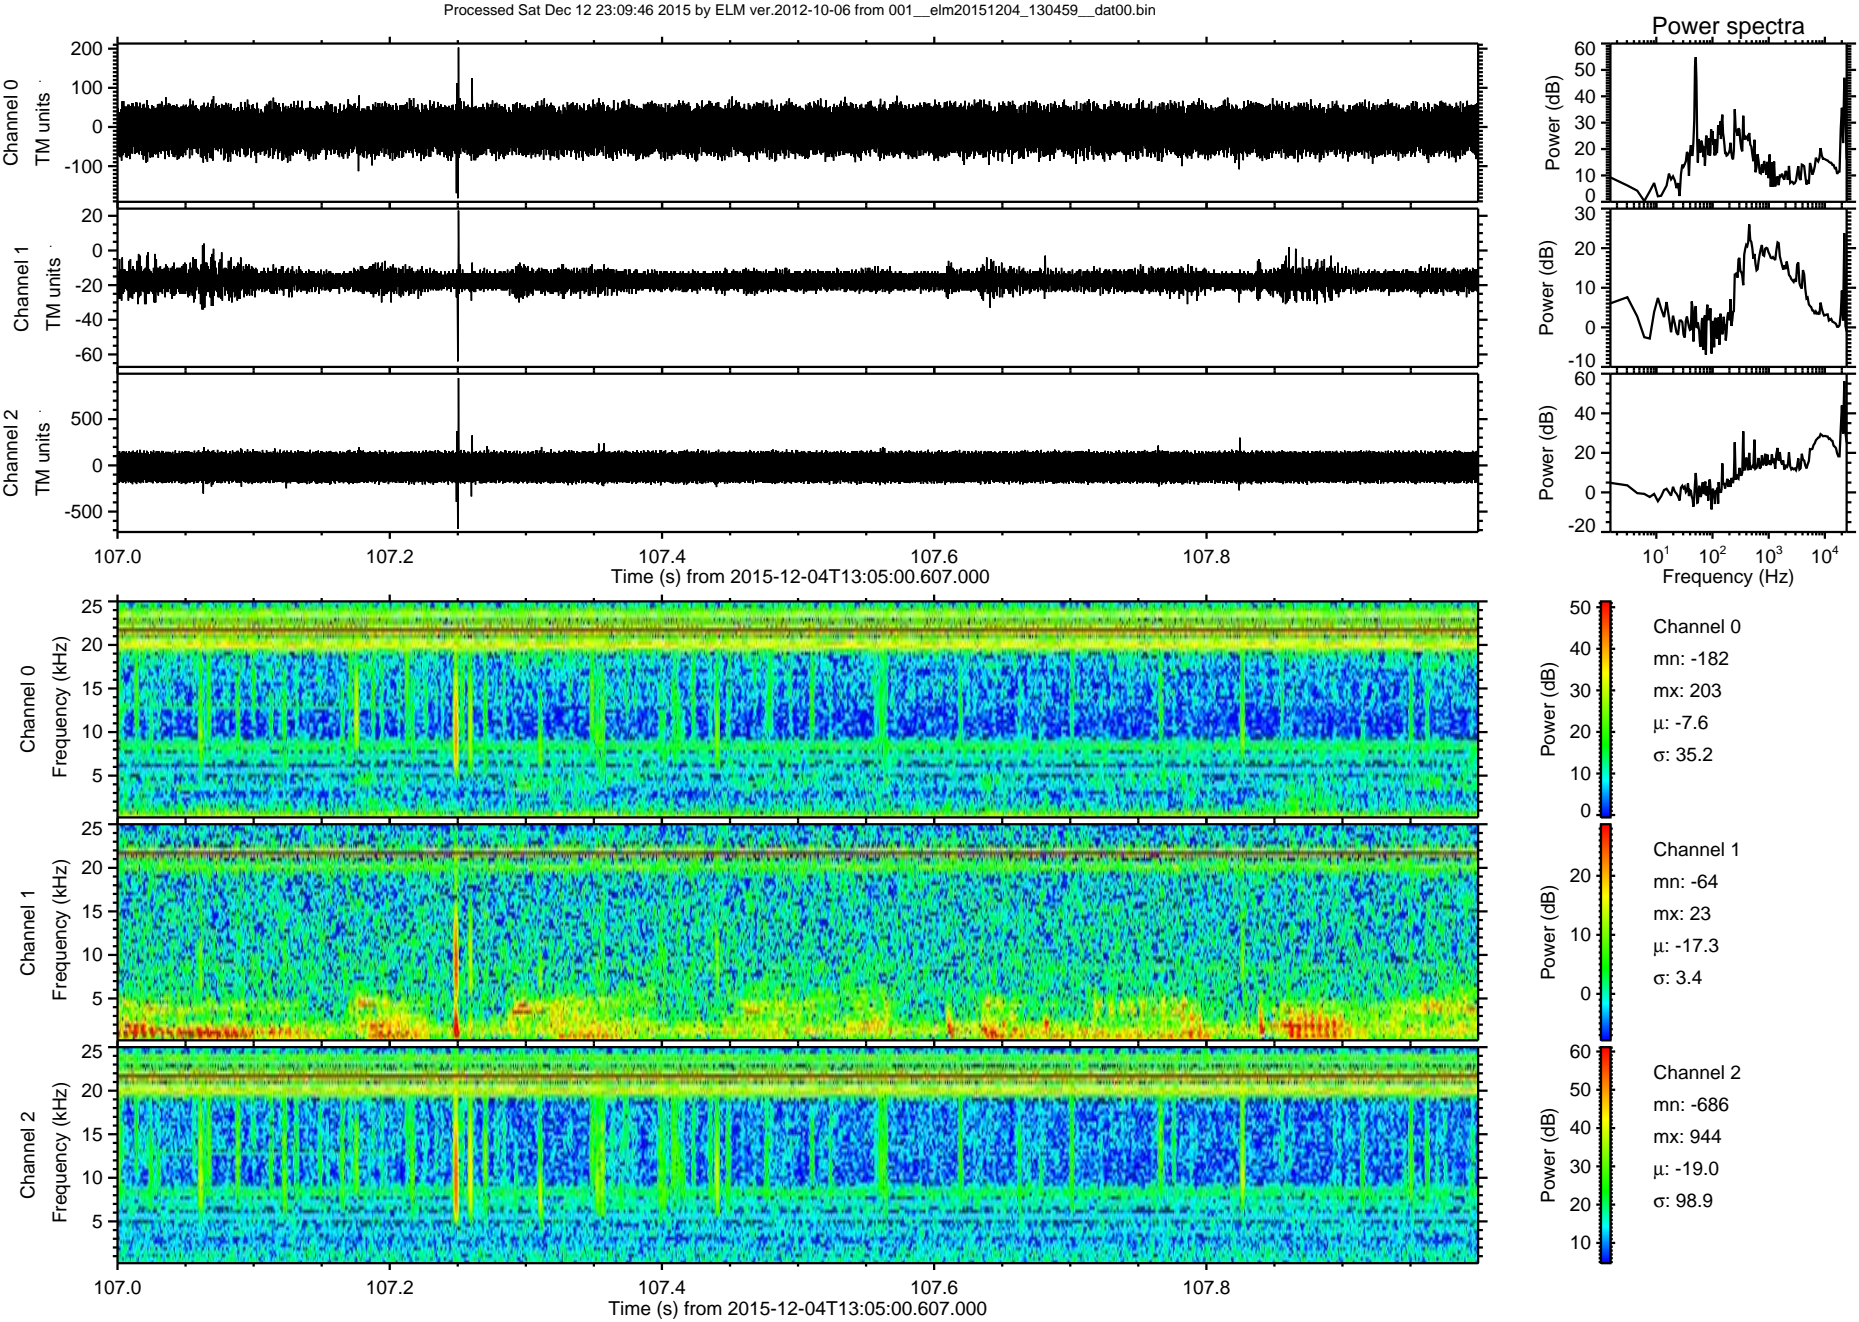 Processed Sat Dec 12 23:09:46 2015 by ELM ver.2012-10-06 from 001__elm20151204_130459__dat00.bin
Power spectra
Channel 0
TM units
200
100
0
-100
Power (dB)
60
50
40
30
20
10
0
Channel 1
TM units
20
0
-20
-40
-60
Power (dB)
30
20
10
0
-10
Channel 2
TM units
500
0
-500
Power (dB)
60
40
20
0
-20
107.0 107.2 107.4 107.6 107.8
Time (s) from 2015-12-04T13:05:00.607.000
10^1 10^2 10^3 10^4
Frequency (Hz)
Channel 0
Frequency (kHz)
25
20
15
10
5
Power (dB)
50
40
30
20
10
0
Channel 0
mn: -182
mx: 203
μ: -7.6
σ: 35.2
Channel 1
Frequency (kHz)
25
20
15
10
5
Power (dB)
20
10
0
Channel 1
mn: -64
mx: 23
μ: -17.3
σ: 3.4
Channel 2
Frequency (kHz)
25
20
15
10
5
Power (dB)
60
50
40
30
20
10
Channel 2
mn: -686
mx: 944
μ: -19.0
σ: 98.9
107.0 107.2 107.4 107.6 107.8
Time (s) from 2015-12-04T13:05:00.607.000